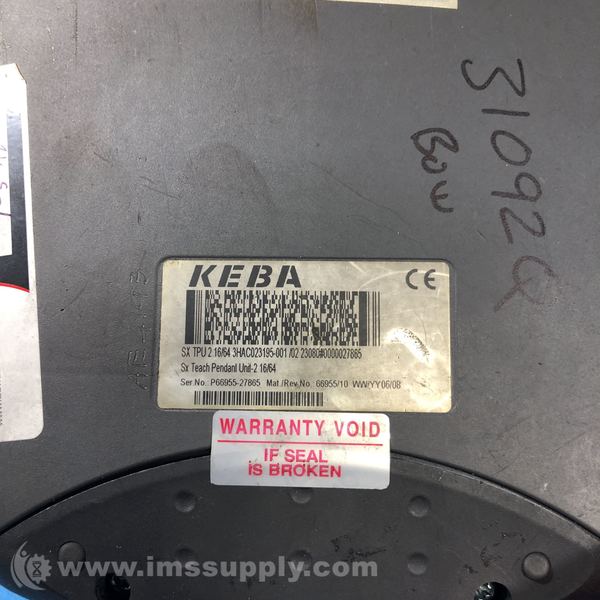 31092Q
BOW
KEBA CE
SX TPU 2 16/64 3HAC023195-001 /02 23080#0000027865
Sx Teach Pendant Unit-2 16/64
Ser.No.: P66955-27865 Mat./Rev.No.: 66955/10 WW/YY06/08
WARRANTY VOID
IF SEAL
IS BROKEN
www.imssupply.com